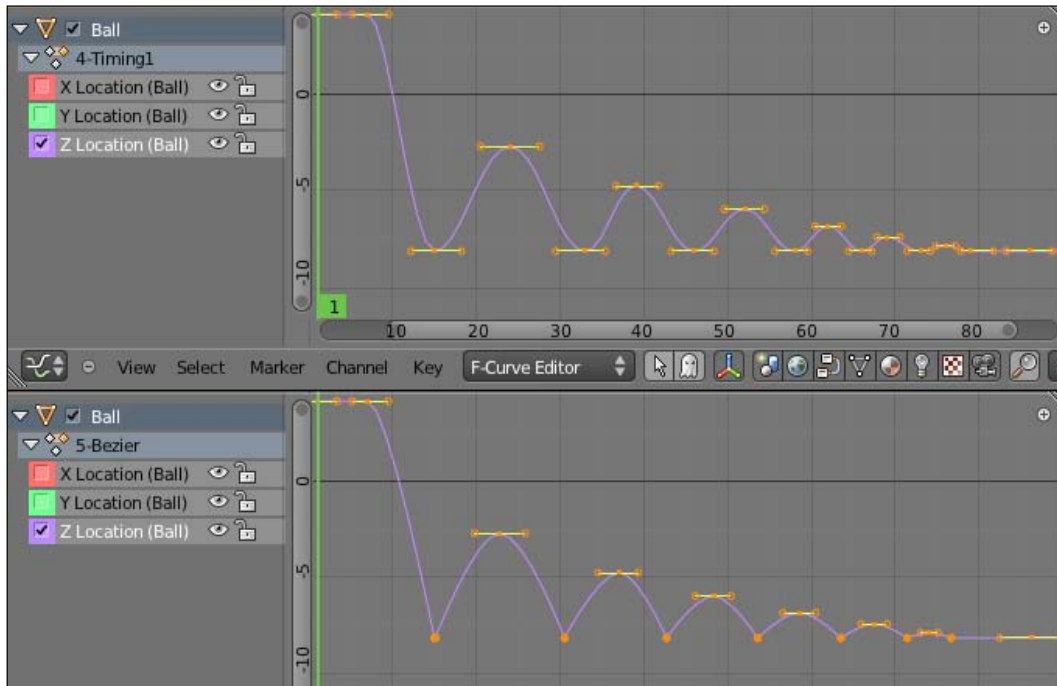 Ball
4-Timing1
X Location (Ball)
Y Location (Ball)
Z Location (Ball)
0
-5
-10
1
10 20 30 40 50 60 70 80
View Select Marker Channel Key F-Curve Editor
Ball
5-Bezier
X Location (Ball)
Y Location (Ball)
Z Location (Ball)
0
-5
-10